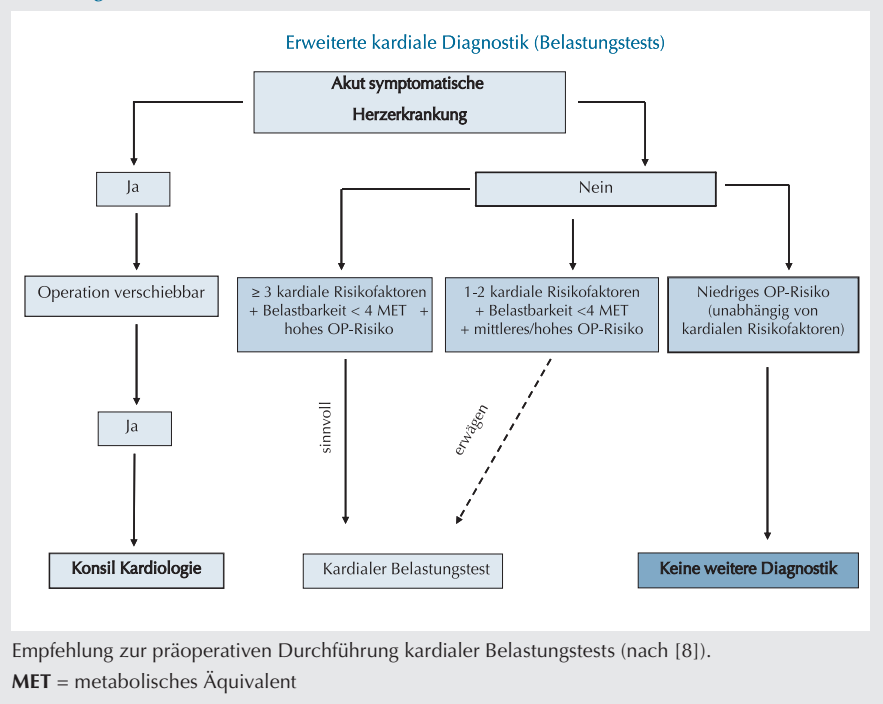 Erweiterte kardiale Diagnostik (Belastungstests)
Akut symptomatische
Herzerkrankung
Ja
Nein
Operation verschiebbar
≥ 3 kardiale Risikofaktoren
+ Belastbarkeit < 4 MET +
hohes OP-Risiko
1-2 kardiale Risikofaktoren
+ Belastbarkeit <4 MET
+ mittleres/hohes OP-Risiko
Niedriges OP-Risiko
(unabhängig von
kardialen Risikofaktoren)
Ja
sinnvoll
erwägen
Konsil Kardiologie
Kardialer Belastungstest
Keine weitere Diagnostik
Empfehlung zur präoperativen Durchführung kardialer Belastungstests (nach [8]).
MET = metabolisches Äquivalent